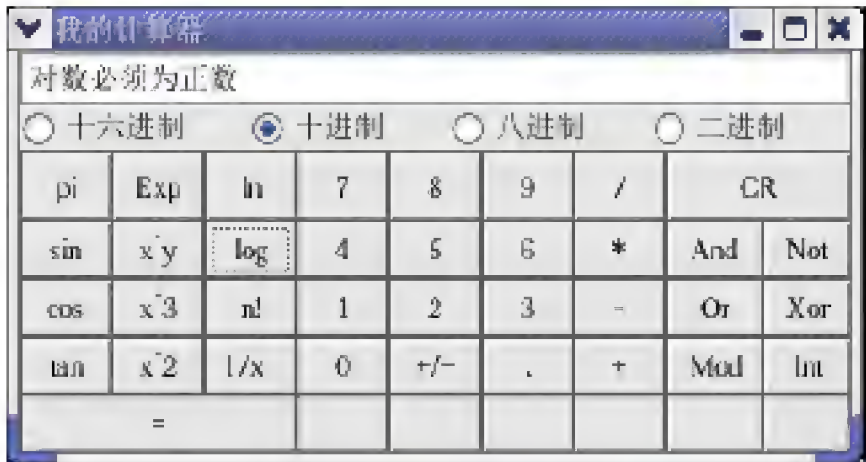 我的计算器
对数必须为正数
十六进制 十进制 八进制 二进制
pi Exp ln 7 8 9 / CR
sin x^y log 4 5 6 * And Not
cos x^3 n! 1 2 3 - Or Xor
tan x^2 1/x 0 +/- . + Mod Int
=